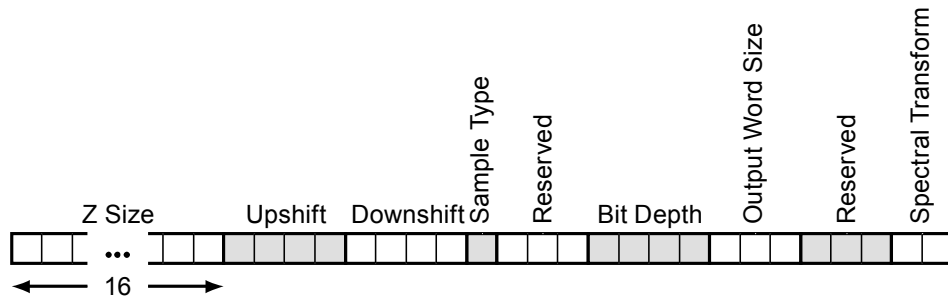 Z Size
Upshift
Downshift
Sample Type
Reserved
Bit Depth
Output Word Size
Reserved
Spectral Transform
...
16